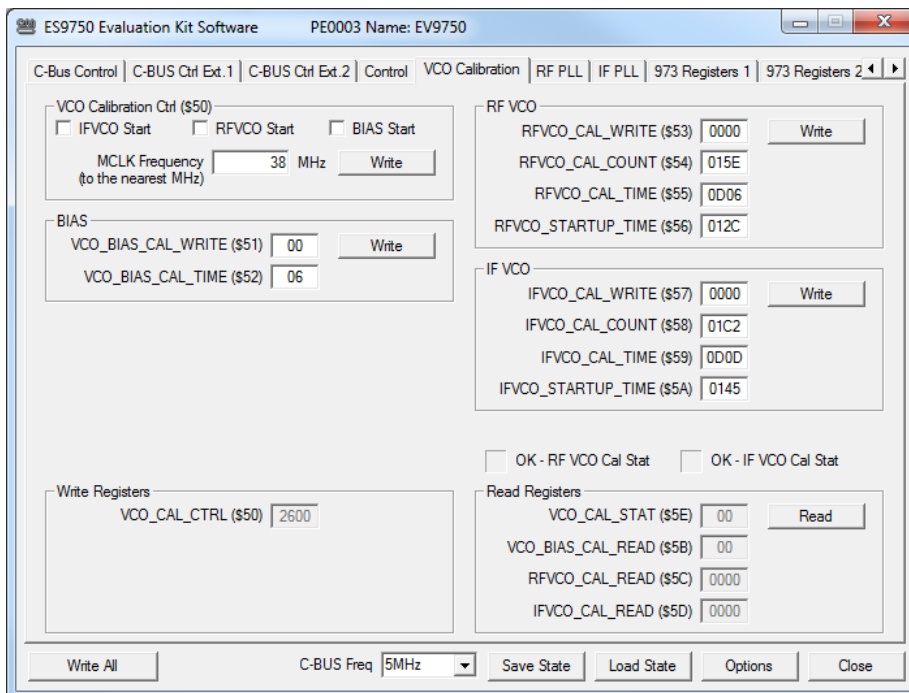 ES9750 Evaluation Kit Software PE0003 Name: EV9750
C-Bus Control C-BUS Ctrl Ext.1 C-BUS Ctrl Ext.2 Control VCO Calibration RF PLL IF PLL 973 Registers 1 973 Registers 2
VCO Calibration Ctrl ($50)
IFVCO Start RFVCO Start BIAS Start
MCLK Frequency
(to the nearest MHz)
38 MHz Write
BIAS
VCO_BIAS_CAL_WRITE ($51) 00 Write
VCO_BIAS_CAL_TIME ($52) 06
RF VCO
RFVCO_CAL_WRITE ($53) 0000 Write
RFVCO_CAL_COUNT ($54) 015E
RFVCO_CAL_TIME ($55) 0D06
RFVCO_STARTUP_TIME ($56) 012C
IF VCO
IFVCO_CAL_WRITE ($57) 0000 Write
IFVCO_CAL_COUNT ($58) 01C2
IFVCO_CAL_TIME ($59) 0D0D
IFVCO_STARTUP_TIME ($5A) 0145
OK - RF VCO Cal Stat OK - IF VCO Cal Stat
Write Registers
VCO_CAL_CTRL ($50) 2600
Read Registers
VCO_CAL_STAT ($5E) 00 Read
VCO_BIAS_CAL_READ ($5B) 00
RFVCO_CAL_READ ($5C) 0000
IFVCO_CAL_READ ($5D) 0000
Write All C-BUS Freq 5MHz Save State Load State Options Close